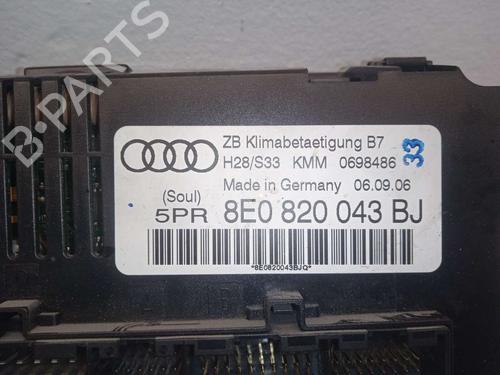 B-PARTS
ZB Klimabetaetigung B7
H28/S33 KMM 0698486 33
Made in Germany 06.09.06
(Soul)
5PR 8E0 820 043 BJ
*8E0820043BJQ*